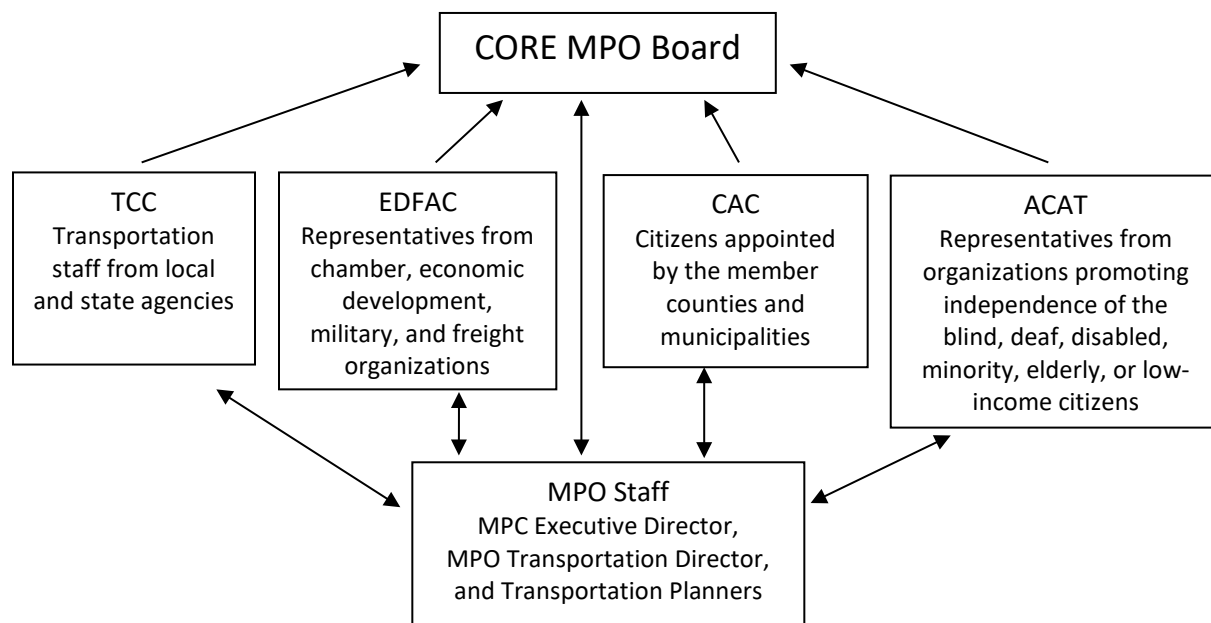 CORE MPO Board
TCC
Transportation
staff from local
and state agencies
EDFAC
Representatives from
chamber, economic
development,
military, and freight
organizations
CAC
Citizens appointed
by the member
counties and
municipalities
ACAT
Representatives from
organizations promoting
independence of the
blind, deaf, disabled,
minority, elderly, or low-
income citizens
MPO Staff
MPC Executive Director,
MPO Transportation Director,
and Transportation Planners